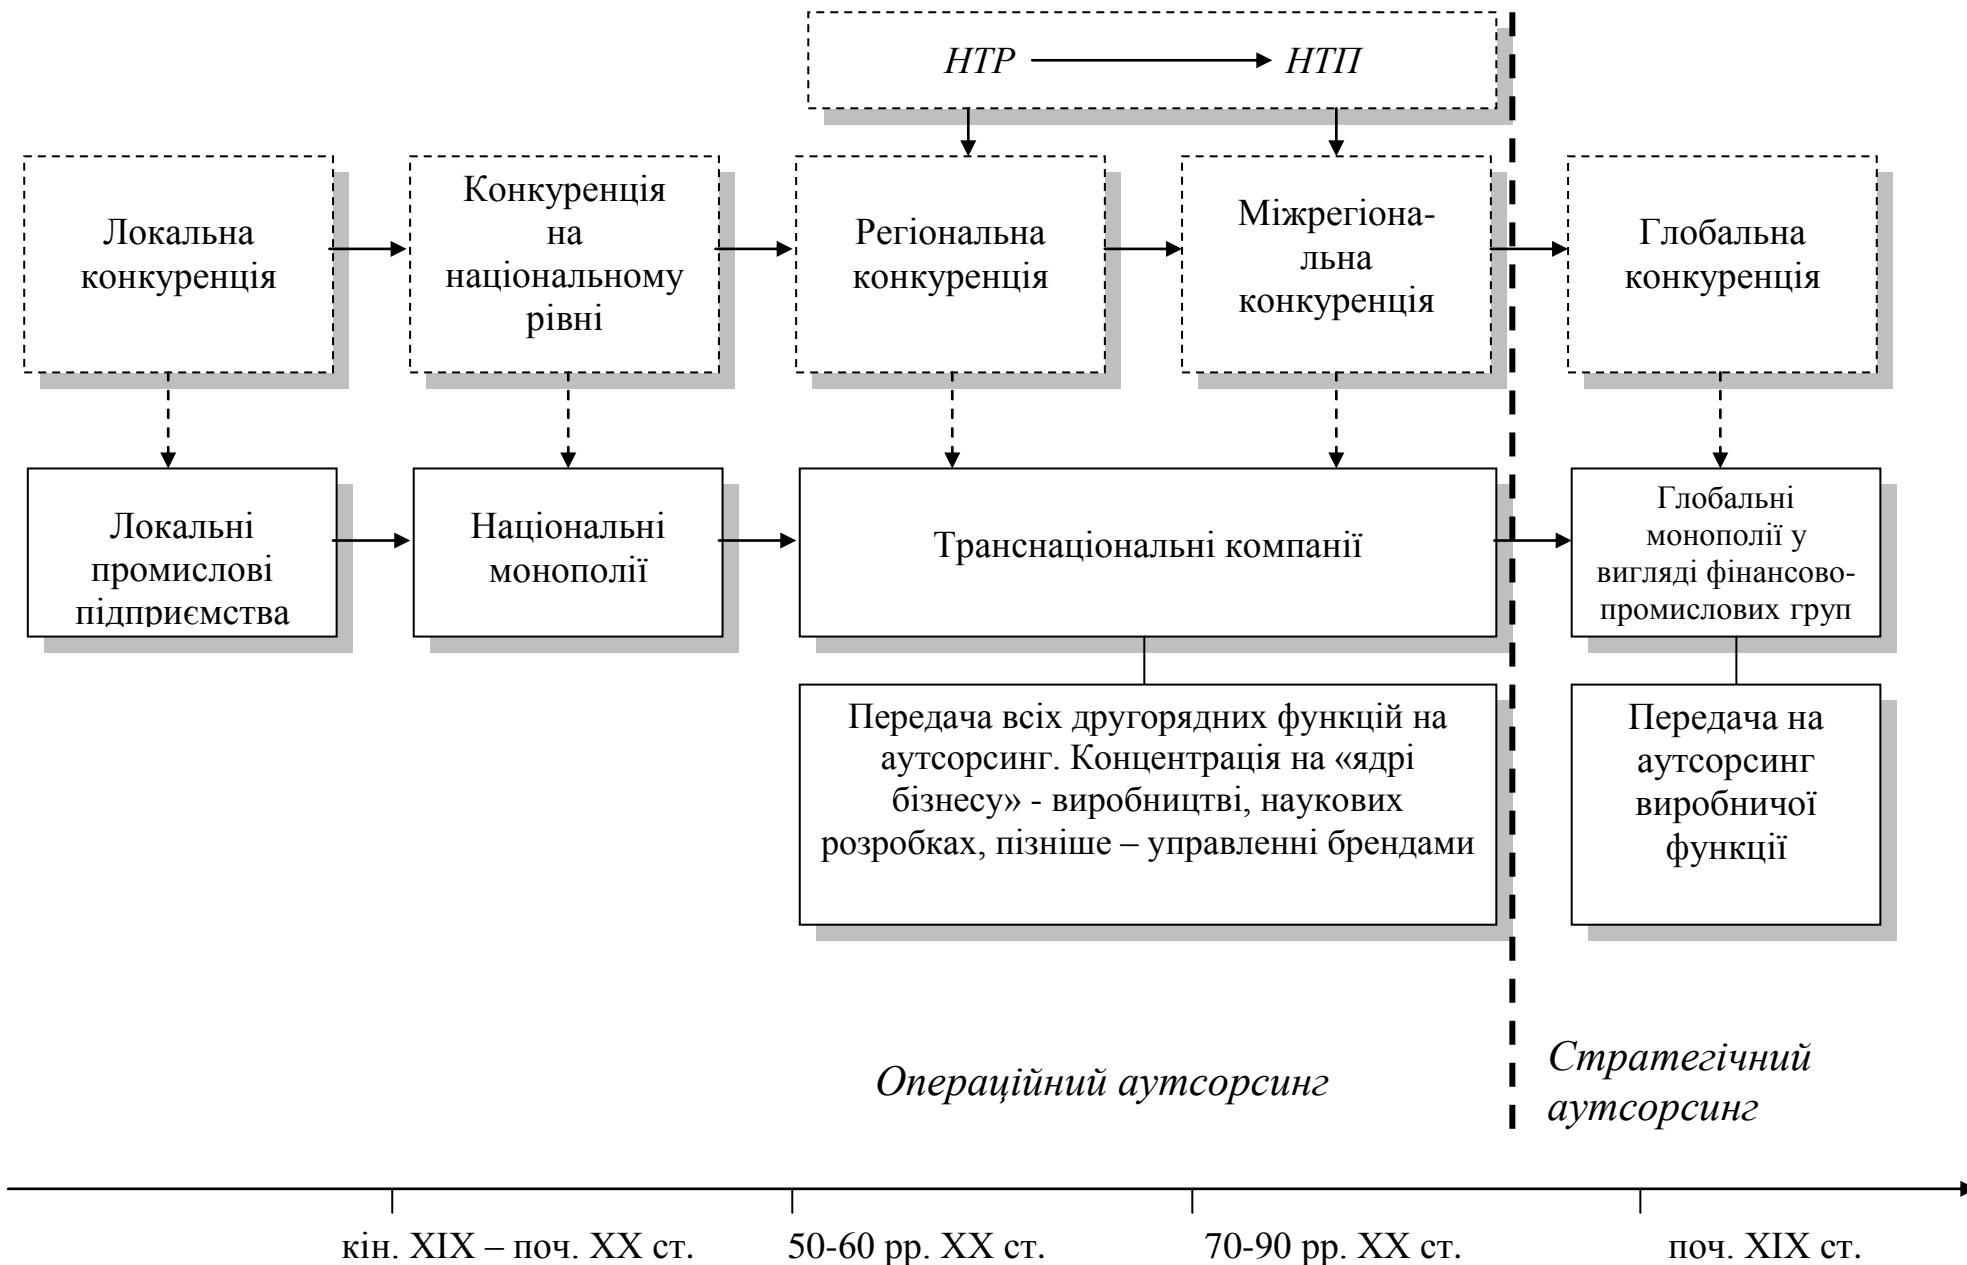 НТР НТП
Локальна
конкуренція
Конкуренція
на
національному
рівні
Регіональна
конкуренція
Міжрегіона-
льна
конкуренція
Глобальна
конкуренція
Локальні
промислові
підприємства
Національні
монополії
Транснаціональні компанії
Глобальні
монополії у
вигляді фінансово-
промислових груп
Передача всіх другорядних функцій на
аутсорсинг. Концентрація на «ядрі
бізнесу» - виробництві, наукових
розробках, пізніше – управленні брендами
Передача на
аутсорсинг
виробничої
функції
Операційний аутсорсинг
Стратегічний
аутсорсинг
кін. XIX – поч. XX ст.
50-60 рр. XX ст.
70-90 рр. XX ст.
поч. XIX ст.